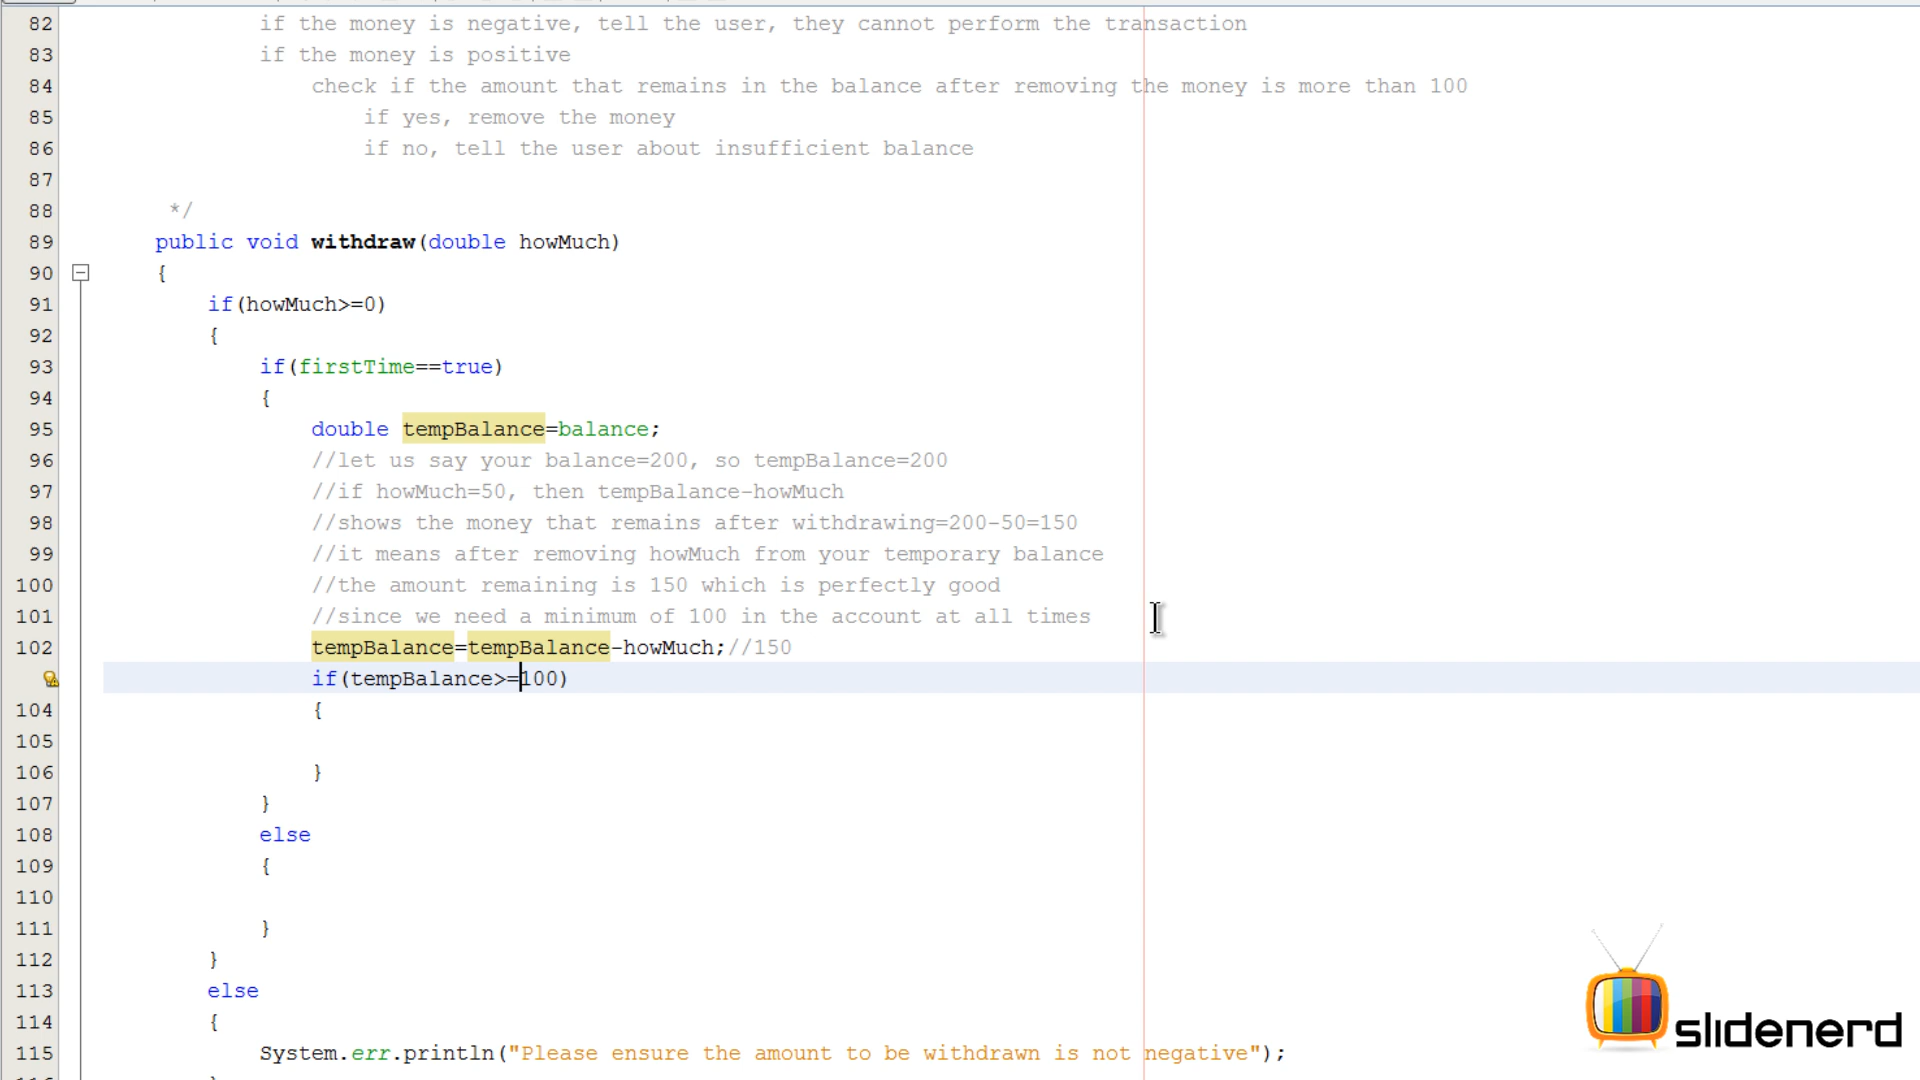 82 if the money is negative, tell the user, they cannot perform the transaction
83 if the money is positive
84 check if the amount that remains in the balance after removing the money is more than 100
85 if yes, remove the money
86 if no, tell the user about insufficient balance
87
88 */
89 public void withdraw(double howMuch)
90 {
91 if(howMuch>=0)
92 {
93 if(firstTime==true)
94 {
95 double tempBalance=balance;
96 //let us say your balance=200, so tempBalance=200
97 //if howMuch=50, then tempBalance-howMuch
98 //shows the money that remains after withdrawing=200-50=150
99 //it means after removing howMuch from your temporary balance
100 //the amount remaining is 150 which is perfectly good
101 //since we need a minimum of 100 in the account at all times
102 tempBalance=tempBalance-howMuch;//150
if(tempBalance>=100)
104 {
105
106 }
107 }
108 else
109 {
110
111 }
112 }
113 else
114 {
115 System.err.println("Please ensure the amount to be withdrawn is not negative");
slidenerd